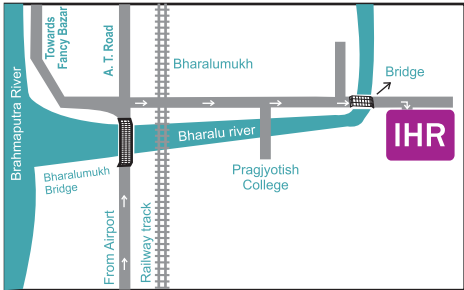 Towards
Fancy Bazar
A. T. Road
Bharalumukh
Bridge
Brahmaputra River
Bharalu river
IHR
Bharalumukh
Bridge
Pragjyotish
College
From Airport
Railway track